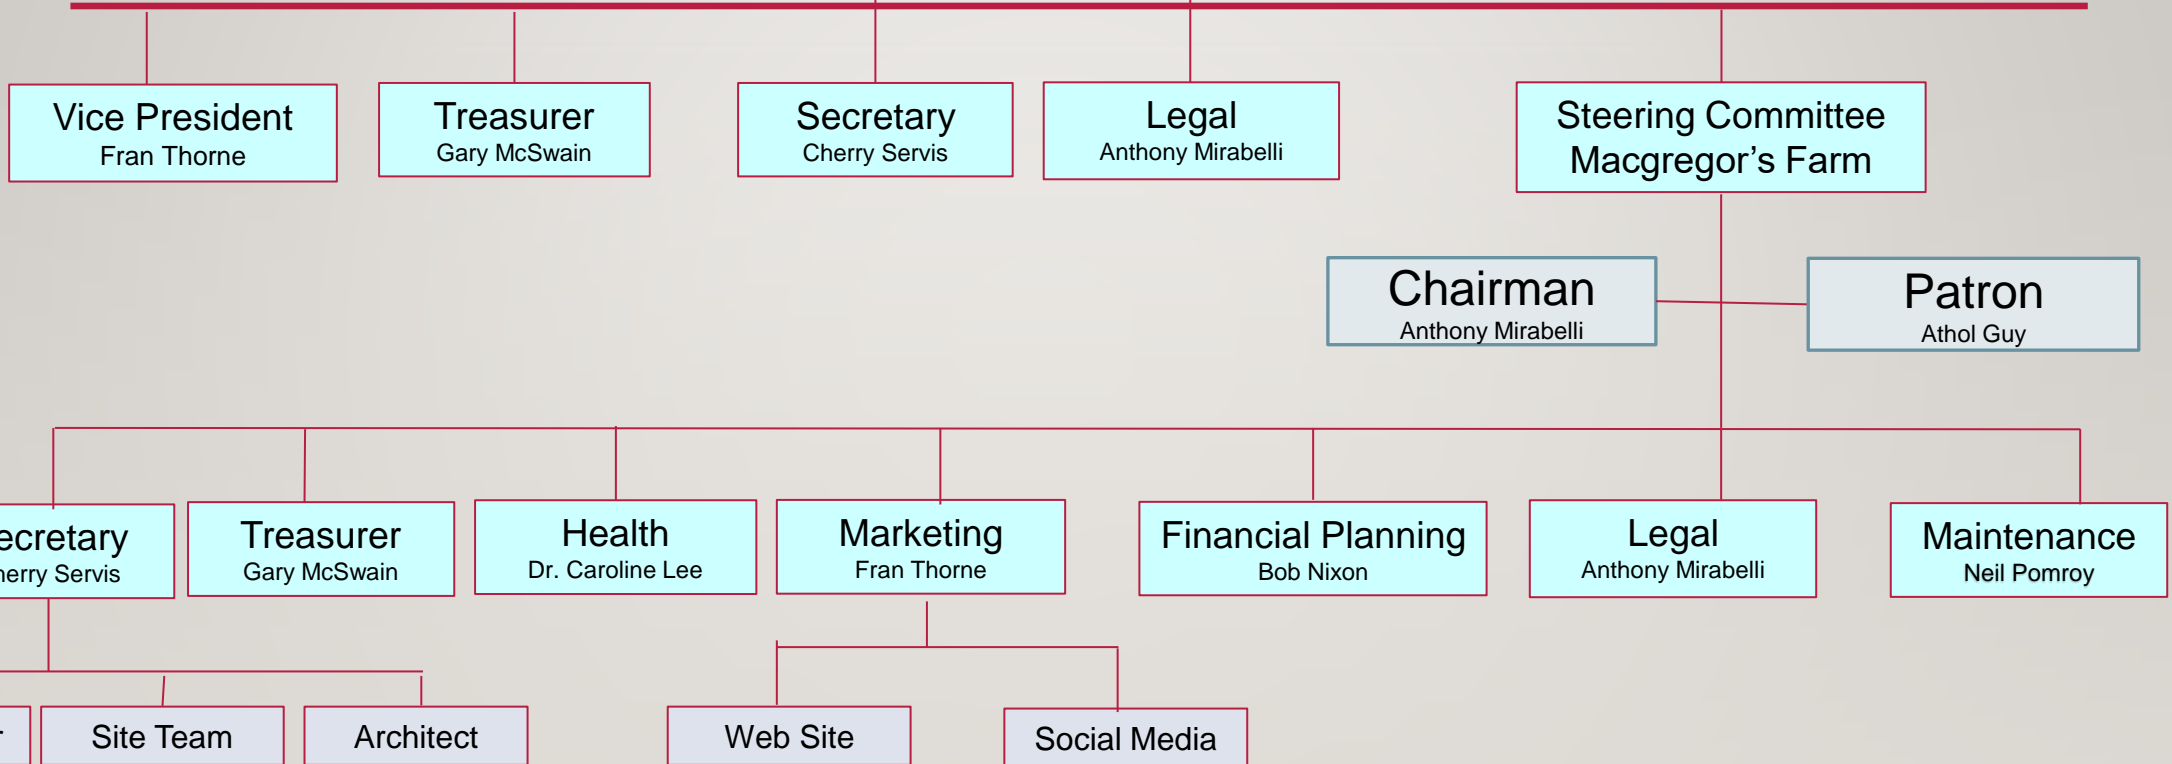 Vice President
Fran Thorne
Treasurer
Gary McSwain
Secretary
Cherry Servis
Legal
Anthony Mirabelli
Steering Committee
Macgregor’s Farm
Chairman
Anthony Mirabelli
Patron
Athol Guy
ecretary
herry Servis
Treasurer
Gary McSwain
Health
Dr. Caroline Lee
Marketing
Fran Thorne
Financial Planning
Bob Nixon
Legal
Anthony Mirabelli
Maintenance
Neil Pomroy
Site Team
Architect
Web Site
Social Media